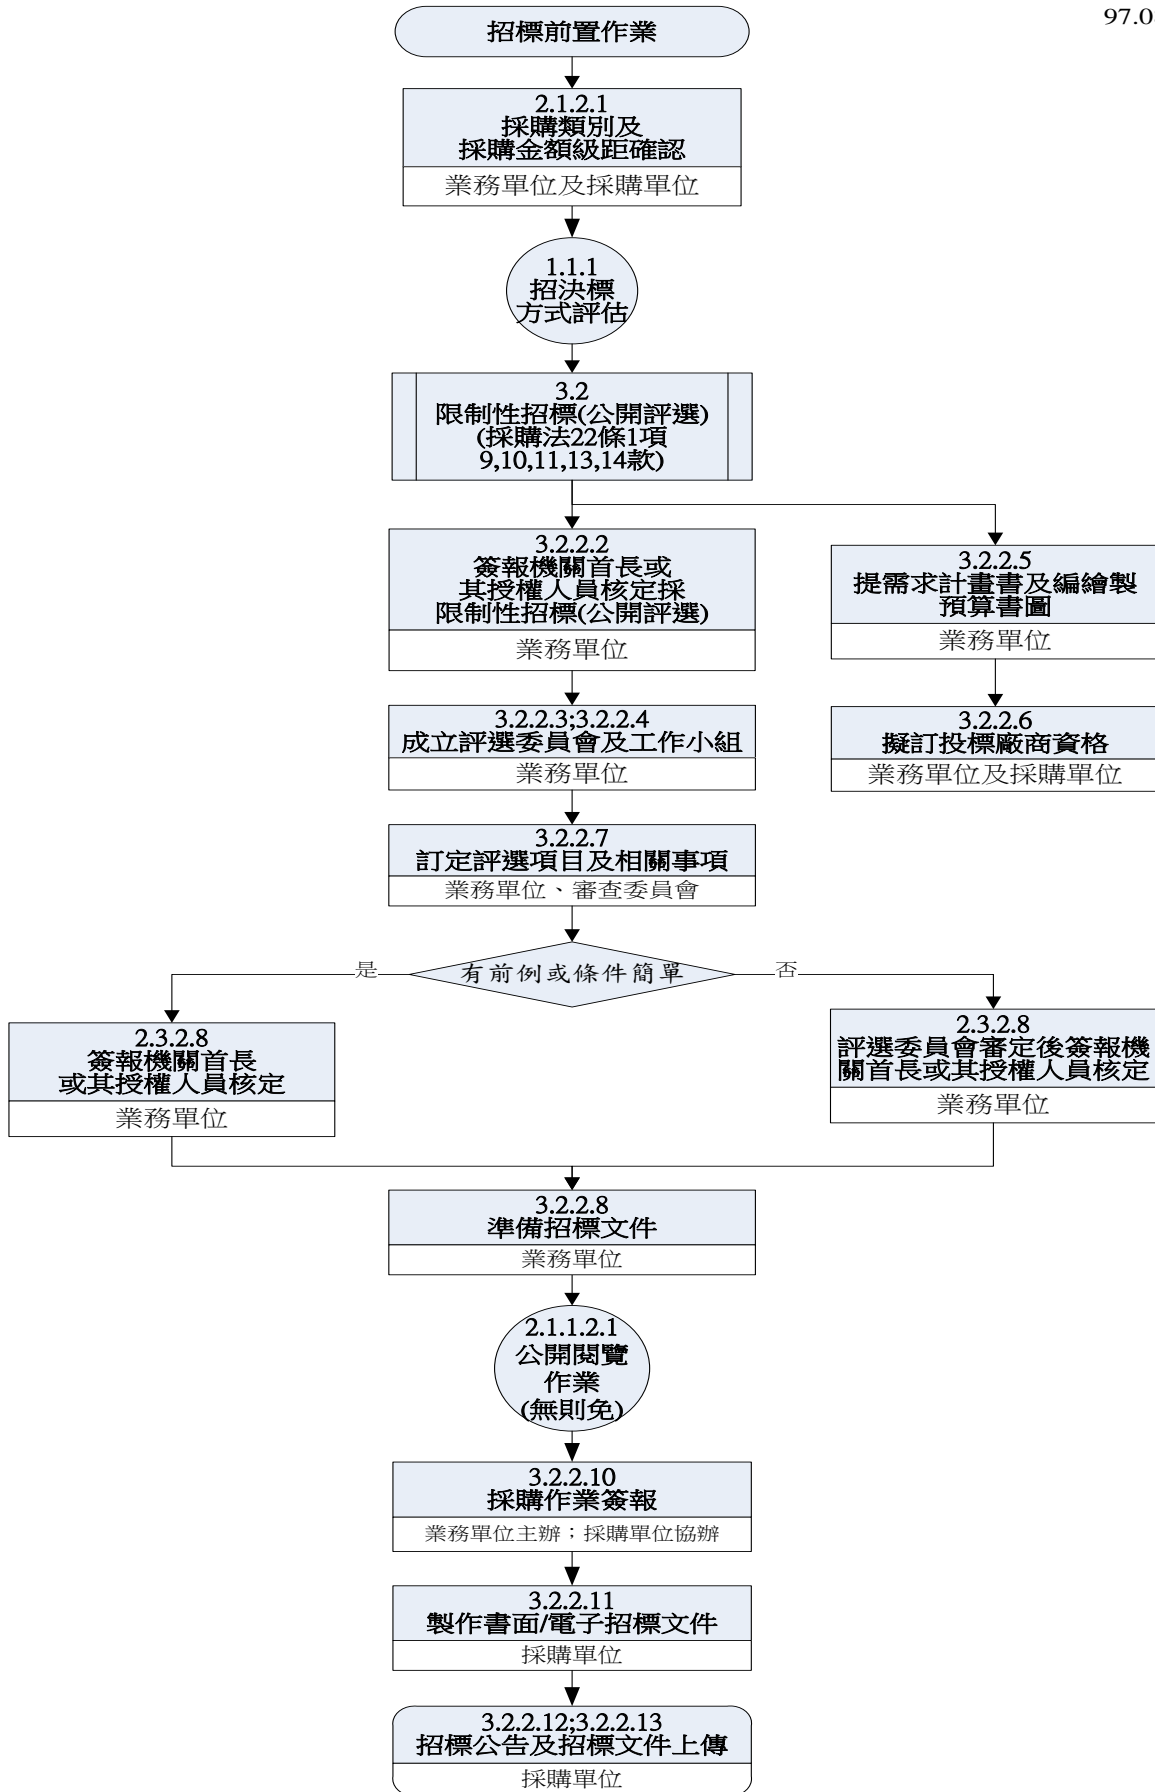 97.0
招標前置作業
2.1.2.1
採購類別及
採購金額級距確認
業務單位及採購單位
1.1.1
招決標
方式評估
3.2
限制性招標(公開評選)
(採購法22條1項
9,10,11,13,14款)
3.2.2.2
簽報機關首長或
其授權人員核定採
限制性招標(公開評選)
業務單位
3.2.2.5
提需求計畫書及編繪製
預算書圖
業務單位
3.2.2.3;3.2.2.4
成立評選委員會及工作小組
業務單位
3.2.2.6
擬訂投標廠商資格
業務單位及採購單位
3.2.2.7
訂定評選項目及相關事項
業務單位、審查委員會
是
有前例或條件簡單
否
2.3.2.8
簽報機關首長
或其授權人員核定
業務單位
2.3.2.8
評選委員會審定後簽報機
關首長或其授權人員核定
業務單位
3.2.2.8
準備招標文件
業務單位
2.1.1.2.1
公開閱覽
作業
(無則免)
3.2.2.10
採購作業簽報
業務單位主辦；採購單位協辦
3.2.2.11
製作書面/電子招標文件
採購單位
3.2.2.12;3.2.2.13
招標公告及招標文件上傳
採購單位